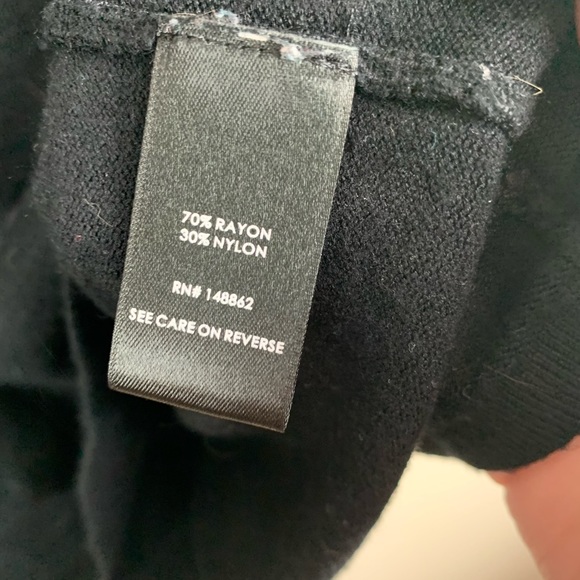 70% RAYON
30% NYLON
RN# 148862
SEE CARE ON REVERSE